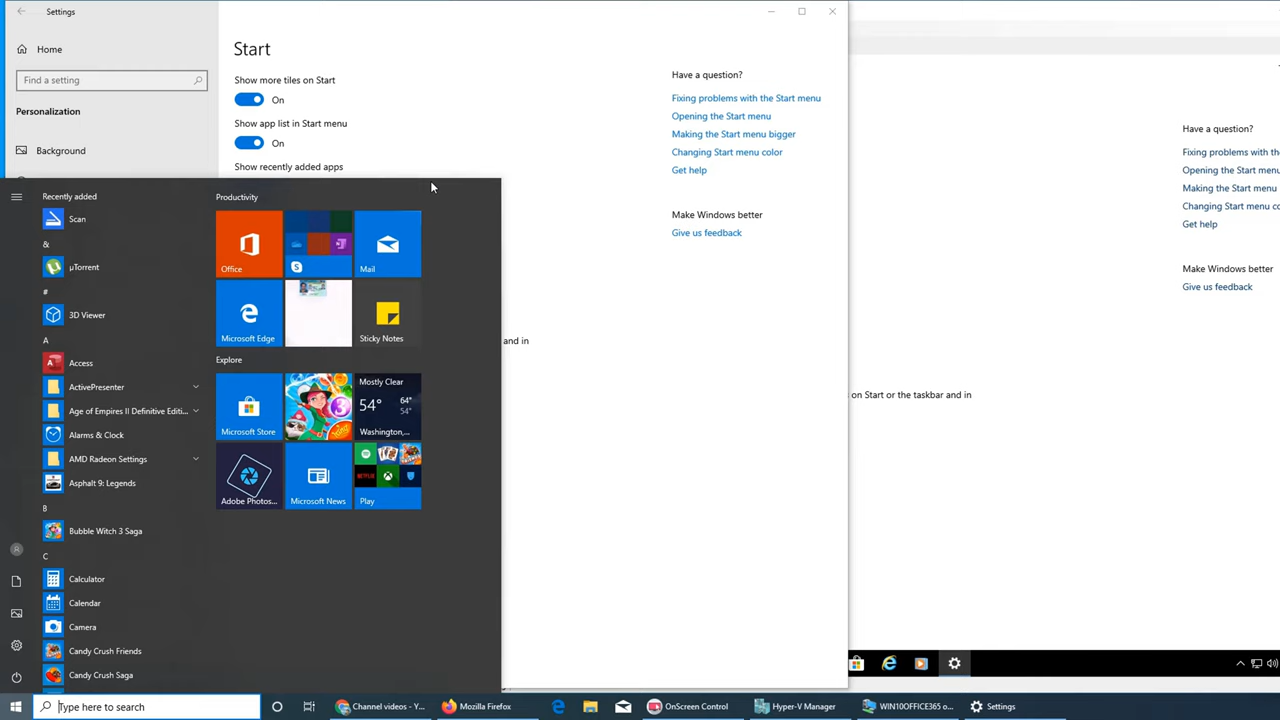 Settings
Home
Find a setting
Personalization
Background
Start
Show more tiles on Start
On
Show app list in Start menu
On
Show recently added apps
Have a question?
Fixing problems with the Start menu
Opening the Start menu
Making the Start menu bigger
Changing Start menu color
Get help
Make Windows better
Give us feedback
and in
Have a question?
Fixing problems with the
Opening the Start menu
Making the Start menu
Changing Start menu co
Get help
Make Windows better
Give us feedback
on Start or the taskbar and in
Recently added
Scan
&
µTorrent
#
3D Viewer
A
Access
ActivePresenter
Age of Empires II Definitive Editi...
Alarms & Clock
AMD Radeon Settings
Asphalt 9: Legends
B
Bubble Witch 3 Saga
C
Calculator
Calendar
Camera
Candy Crush Friends
Candy Crush Saga
Productivity
Office
Mail
Microsoft Edge
Sticky Notes
Explore
Microsoft Store
Mostly Clear
54°
64°
54°
Washington,...
Adobe Photos...
Microsoft News
NETFLIX
Play
Type here to search
Channel videos - Y...
Mozilla Firefox
OnScreen Control
Hyper-V Manager
WIN10OFFICE365 o...
Settings